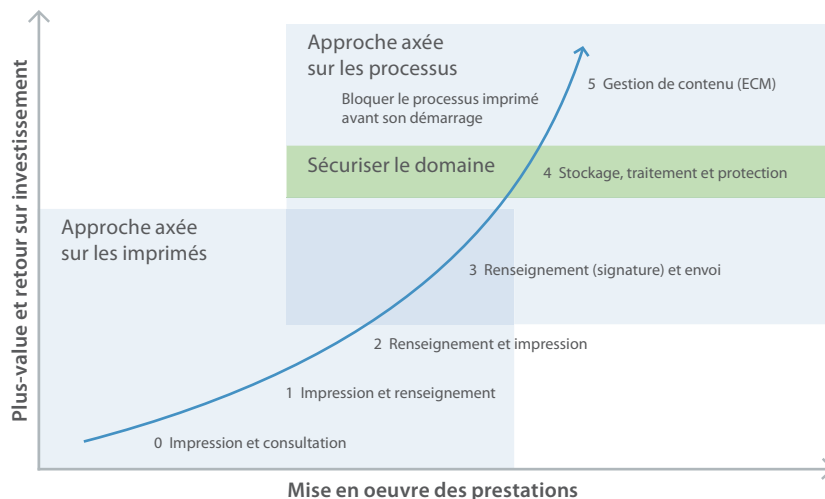 Plus-value et retour sur investissement
Approche axée
sur les processus
Bloquer le processus imprimé
avant son démarrage
5 Gestion de contenu (ECM)
Sécuriser le domaine
4 Stockage, traitement et protection
Approche axée
sur les imprimés
3 Renseignement (signature) et envoi
2 Renseignement et impression
1 Impression et renseignement
0 Impression et consultation
Mise en oeuvre des prestations